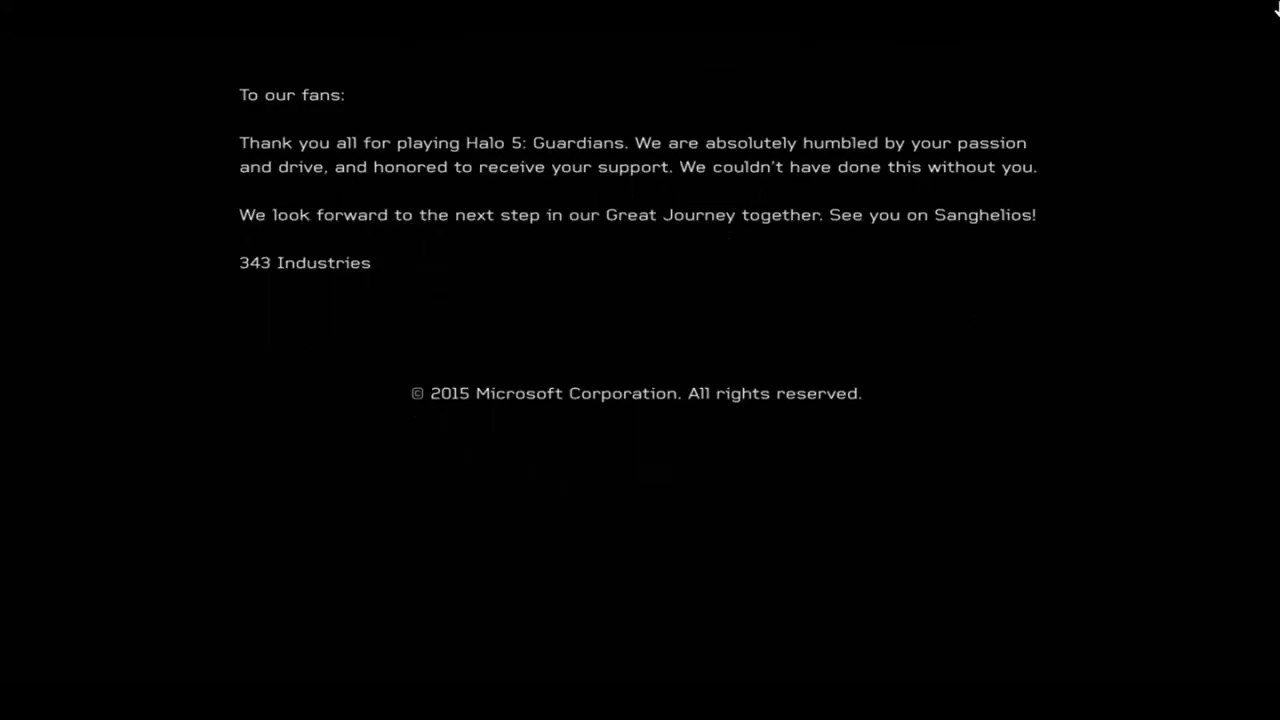 To our fans:
Thank you all for playing Halo 5: Guardians. We are absolutely humbled by your passion
and drive, and honored to receive your support. We couldn't have done this without you.
We look forward to the next step in our Great Journey together. See you on Sanghelios!
343 Industries
© 2015 Microsoft Corporation. All rights reserved.